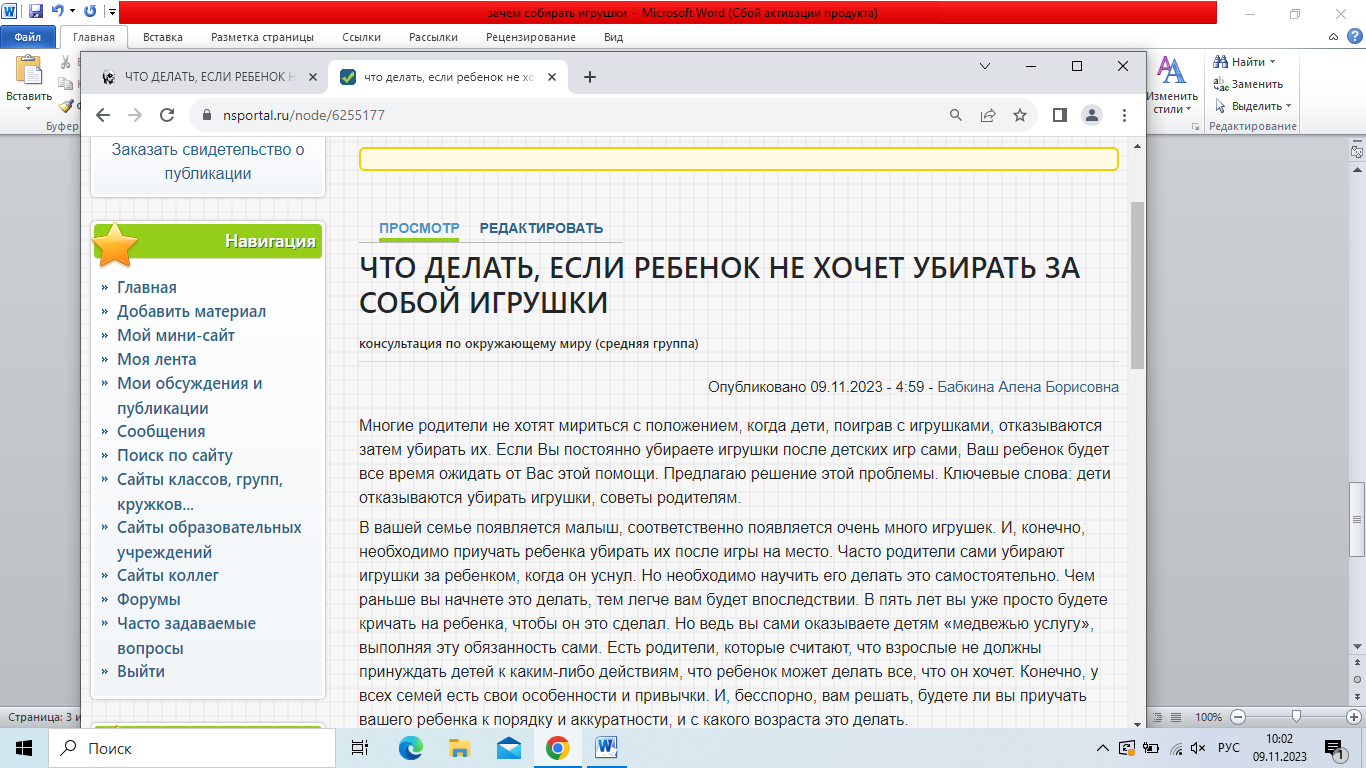 зачем собирать игрушки - Microsoft Word (Сбой активации продукта)
Файл
Главная
Вставка
Разметка страницы
Ссылки
Рассылки
Рецензирование
Вид
Вставить
Изменить
стили
Найти
Заменить
Выделить
Редактирование
ЧТО ДЕЛАТЬ, ЕСЛИ РЕБЕНОК Н
что делать, если ребенок не хо
nsportal.ru/node/6255177
Заказать свидетельство о
публикации
Навигация
Главная
Добавить материал
Мой мини-сайт
Моя лента
Мои обсуждения и
публикации
Сообщения
Поиск по сайту
Сайты классов, групп,
кружков...
Сайты образовательных
учреждений
Сайты коллег
Форумы
Часто задаваемые
вопросы
Выйти
ПРОСМОТР
РЕДАКТИРОВАТЬ
ЧТО ДЕЛАТЬ, ЕСЛИ РЕБЕНОК НЕ ХОЧЕТ УБИРАТЬ ЗА
СОБОЙ ИГРУШКИ
консультация по окружающему миру (средняя группа)
Опубликовано 09.11.2023 - 4:59 - Бабкина Алена Борисовна
Многие родители не хотят мириться с положением, когда дети, поиграв с игрушками, отказываются
затем убирать их. Если Вы постоянно убираете игрушки после детских игр сами, Ваш ребенок будет
все время ожидать от Вас этой помощи. Предлагаю решение этой проблемы. Ключевые слова: дети
отказываются убирать игрушки, советы родителям.
В вашей семье появляется малыш, соответственно появляется очень много игрушек. И, конечно,
необходимо приучать ребенка убирать их после игры на место. Часто родители сами убирают
игрушки за ребенком, когда он уснул. Но необходимо научить его делать это самостоятельно. Чем
раньше вы начнете это делать, тем легче вам будет впоследствии. В пять лет вы уже просто будете
кричать на ребенка, чтобы он это сделал. Но ведь вы сами оказываете детям «медвежью услугу»,
выполняя эту обязанность сами. Есть родители, которые считают, что взрослые не должны
принуждать детей к каким-либо действиям, что ребенок может делать все, что он хочет. Конечно, у
всех семей есть свои особенности и привычки. И, бесспорно, вам решать, будете ли вы приучать
вашего ребенка к порядку и аккуратности, и с какого возраста это делать.
Страница: 3 и
100%
Поиск
РУС
10:02
09.11.2023
1